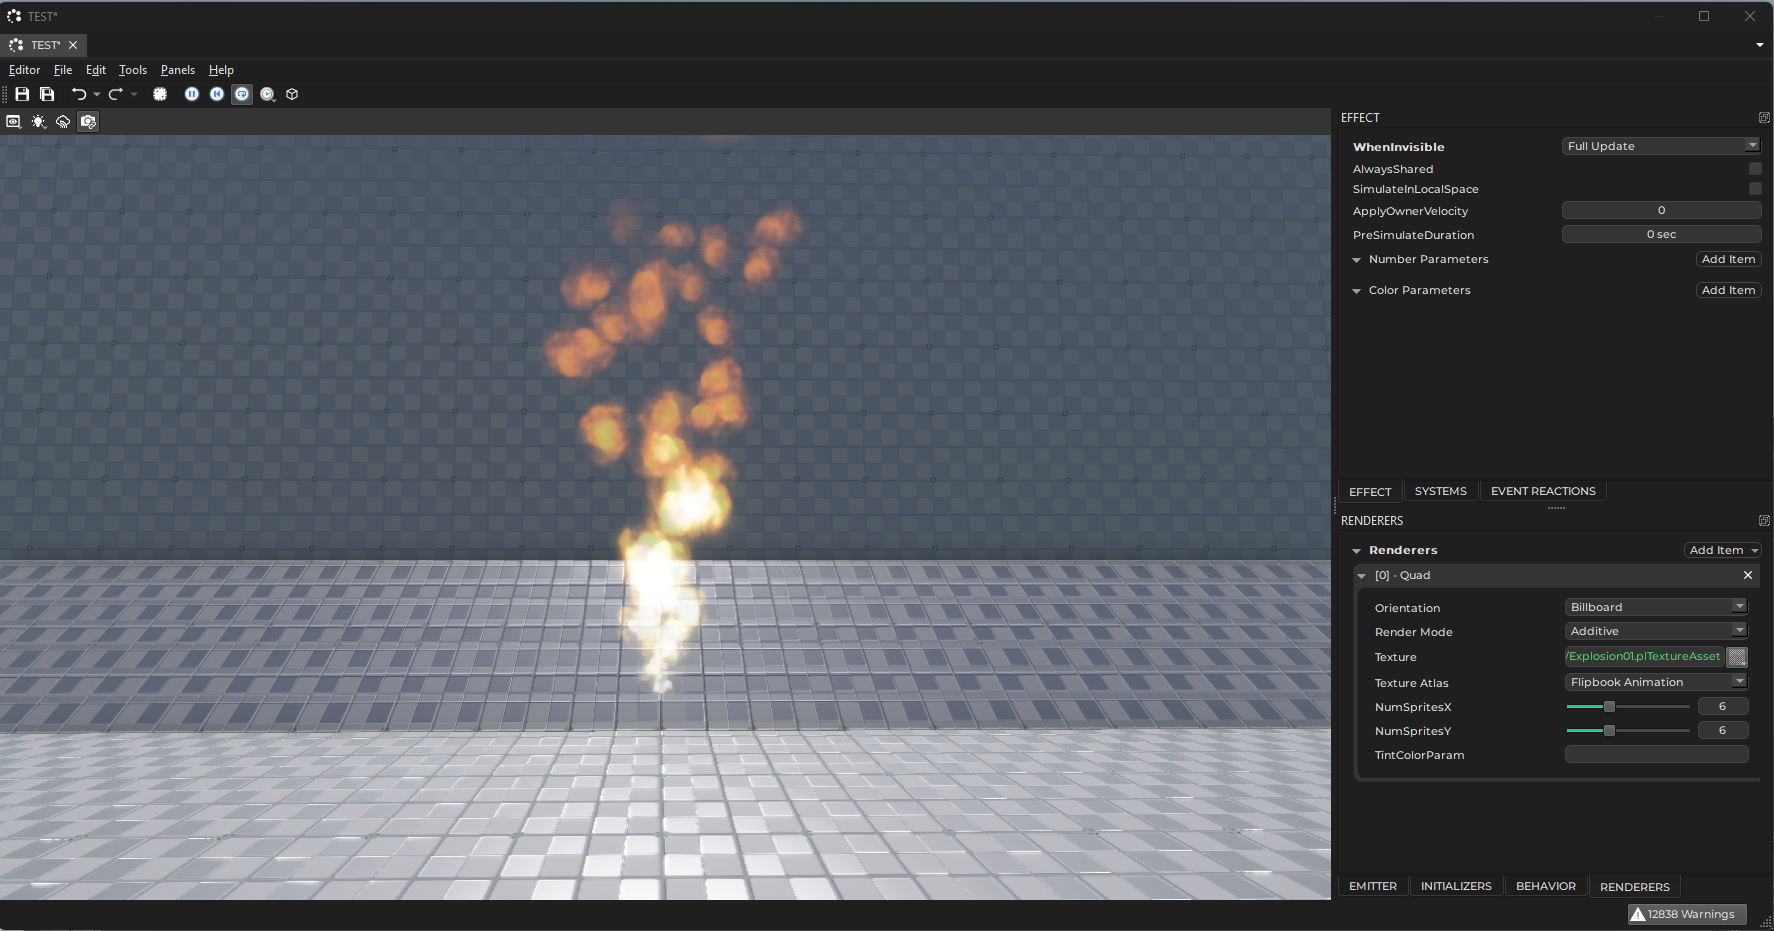 TEST*
TEST*
Editor File Edit Tools Panels Help
EFFECT
WhenInvisible Full Update
AlwaysShared
SimulateInLocalSpace
ApplyOwnerVelocity 0
PreSimulateDuration 0 sec
Number Parameters Add Item
Color Parameters Add Item
EFFECT SYSTEMS EVENT REACTIONS
RENDERERS
Renderers Add Item
[0] - Quad
Orientation Billboard
Render Mode Additive
Texture /Explosion01.plTextureAsset
Texture Atlas Flipbook Animation
NumSpritesX 6
NumSpritesY 6
TintColorParam
EMITTER INITIALIZERS BEHAVIOR RENDERERS
12838 Warnings